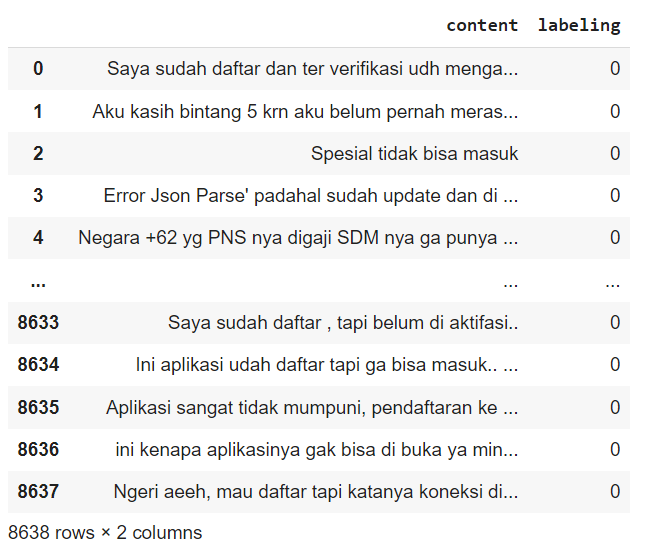 content labeling
0 Saya sudah daftar dan ter verifikasi udh menga... 0
1 Aku kasih bintang 5 krn aku belum pernah meras... 0
2 Spesial tidak bisa masuk 0
3 Error Json Parse' padahal sudah update dan di ... 0
4 Negara +62 yg PNS nya digaji SDM nya ga punya ... 0
... ... ...
8633 Saya sudah daftar , tapi belum di aktifasi.. 0
8634 Ini aplikasi udah daftar tapi ga bisa masuk.. ... 0
8635 Aplikasi sangat tidak mumpuni, pendaftaran ke ... 0
8636 ini kenapa aplikasinya gak bisa di buka ya min... 0
8637 Ngeri aeeh, mau daftar tapi katanya koneksi di... 0
8638 rows × 2 columns